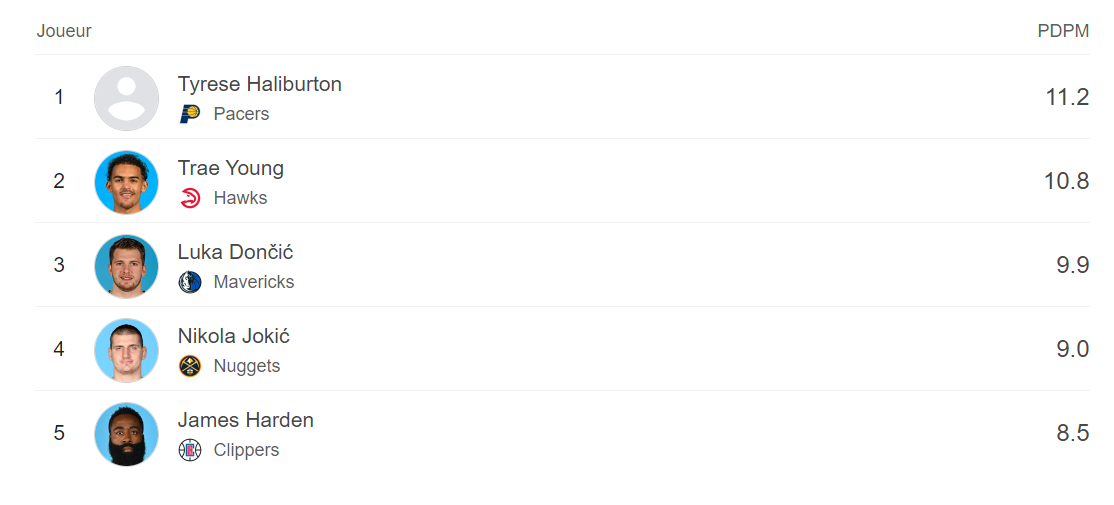 Joueur PDPM
1 Tyrese Haliburton 11.2
Pacers
2 Trae Young 10.8
Hawks
3 Luka Dončić 9.9
Mavericks
4 Nikola Jokić 9.0
Nuggets
5 James Harden 8.5
Clippers